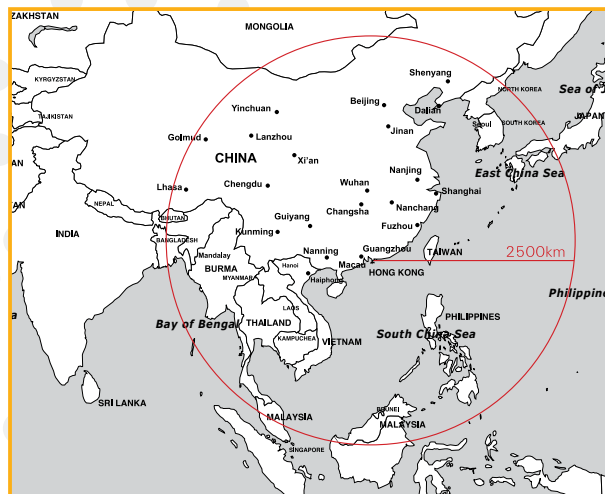 ZAKHSTAN
MONGOLIA
KYRGYZSTAN
TAJIKISTAN
Shenyang
Beijing
NORTH KOREA
Sea of J
Dalian
Yinchuan
Jinan
Seoul
SOUTH KOREA
JAPAN
Golmud
Lanzhou
CHINA
Xi'an
Nanjing
East China Sea
AN
TAN
Lhasa
Chengdu
Wuhan
Shanghai
NEPAL
Changsha
Nanchang
BHUTAN
Guiyang
Fuzhou
INDIA
BANGLADESH
Kunming
Nanning
Guangzhou
TAIWAN
2500km
Mandalay
Hanoi
Macau
HONG KONG
BURMA
MYANMAR
Haiphong
Philippine
a
LAOS
Bay of Bengal
THAILAND
PHILIPPINES
South China Sea
KAMPUCHEA
VIETNAM
SRI LANKA
BRUNEI
MALAYSIA
MALAYSIA
SINGAPORE